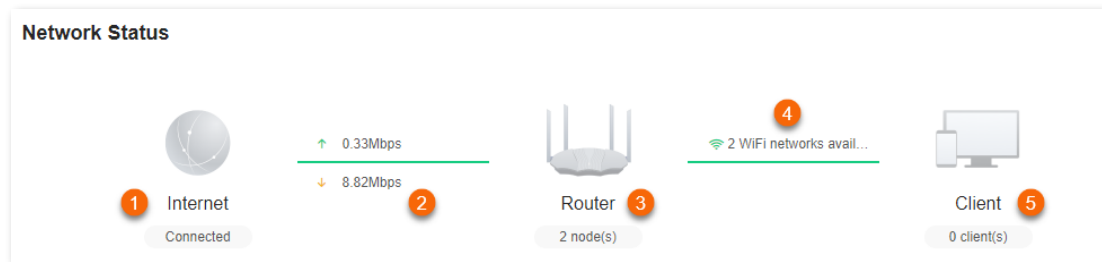 Network Status
4
↑ 0.33Mbps
2 WiFi networks avail...
↓ 8.82Mbps
1 Internet
2
Router 3
Client 5
Connected
2 node(s)
0 client(s)